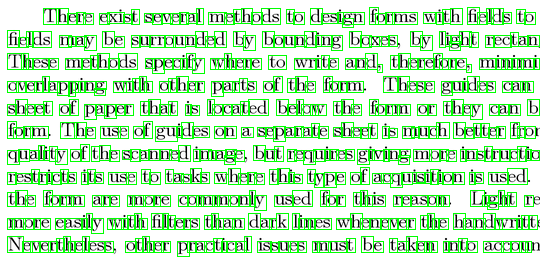 There exist several methods to design forms with fields to
fields may be surrounded by bounding boxes, by light rectan
These methods specify where to write and, therefore, minimi
overlapping with other parts of the form. These guides can
sheet of paper that is located below the form or they can b
form. The use of guides on a separate sheet is much better from
quality of the scanned image, but requires giving more instructio
restricts its use to tasks where this type of acquisition is used.
the form are more commonly used for this reason. Light re
more easily with filters than dark lines whenever the handwritte
Nevertheless, other practical issues must be taken into accoun